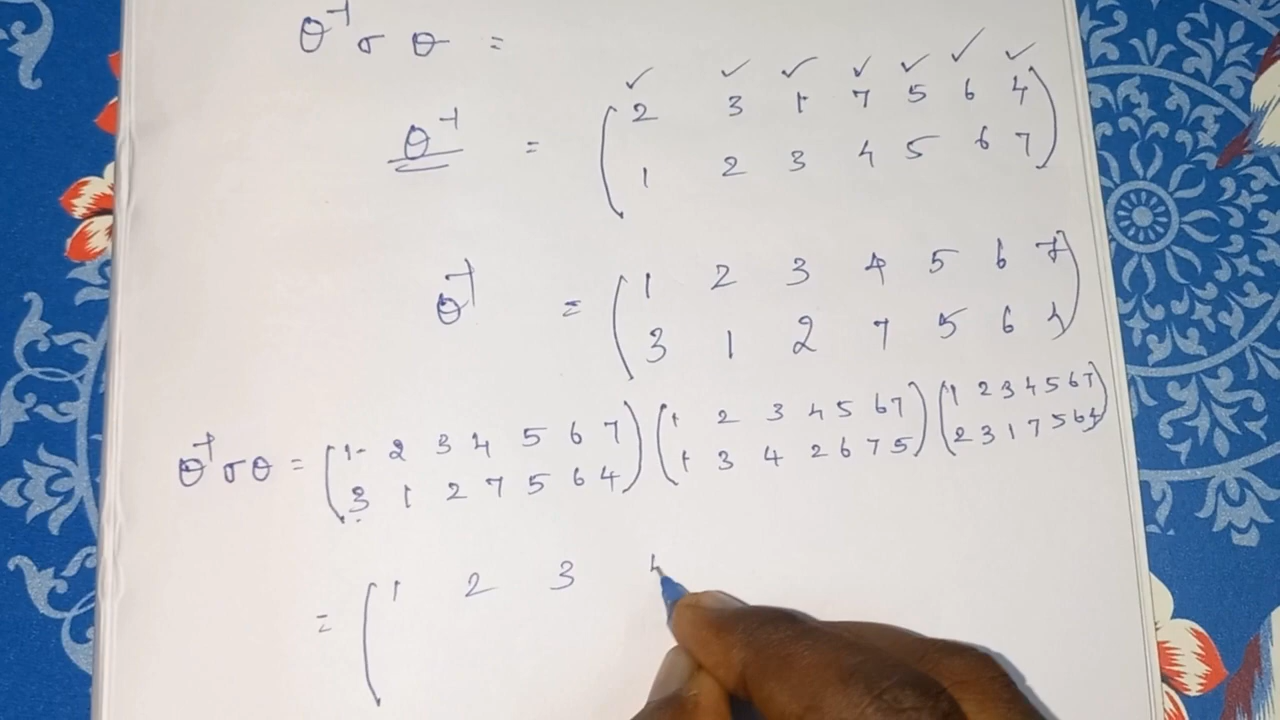 θ⁻¹ σ θ =
✓ ✓ ✓ ✓ ✓ ✓ ✓
θ⁻¹ = ( 2 3 1 7 5 6 4 )
1 2 3 4 5 6 7
θ⁻¹ = ( 1 2 3 4 5 6 7 )
3 1 2 7 5 6 4
θ⁻¹ σ θ = ( 1 2 3 4 5 6 7 ) ( 1 2 3 4 5 6 7 ) ( 1 2 3 4 5 6 7 )
3 1 2 7 5 6 4 1 3 4 2 6 7 5 2 3 1 7 5 6 4
= ( 1 2 3